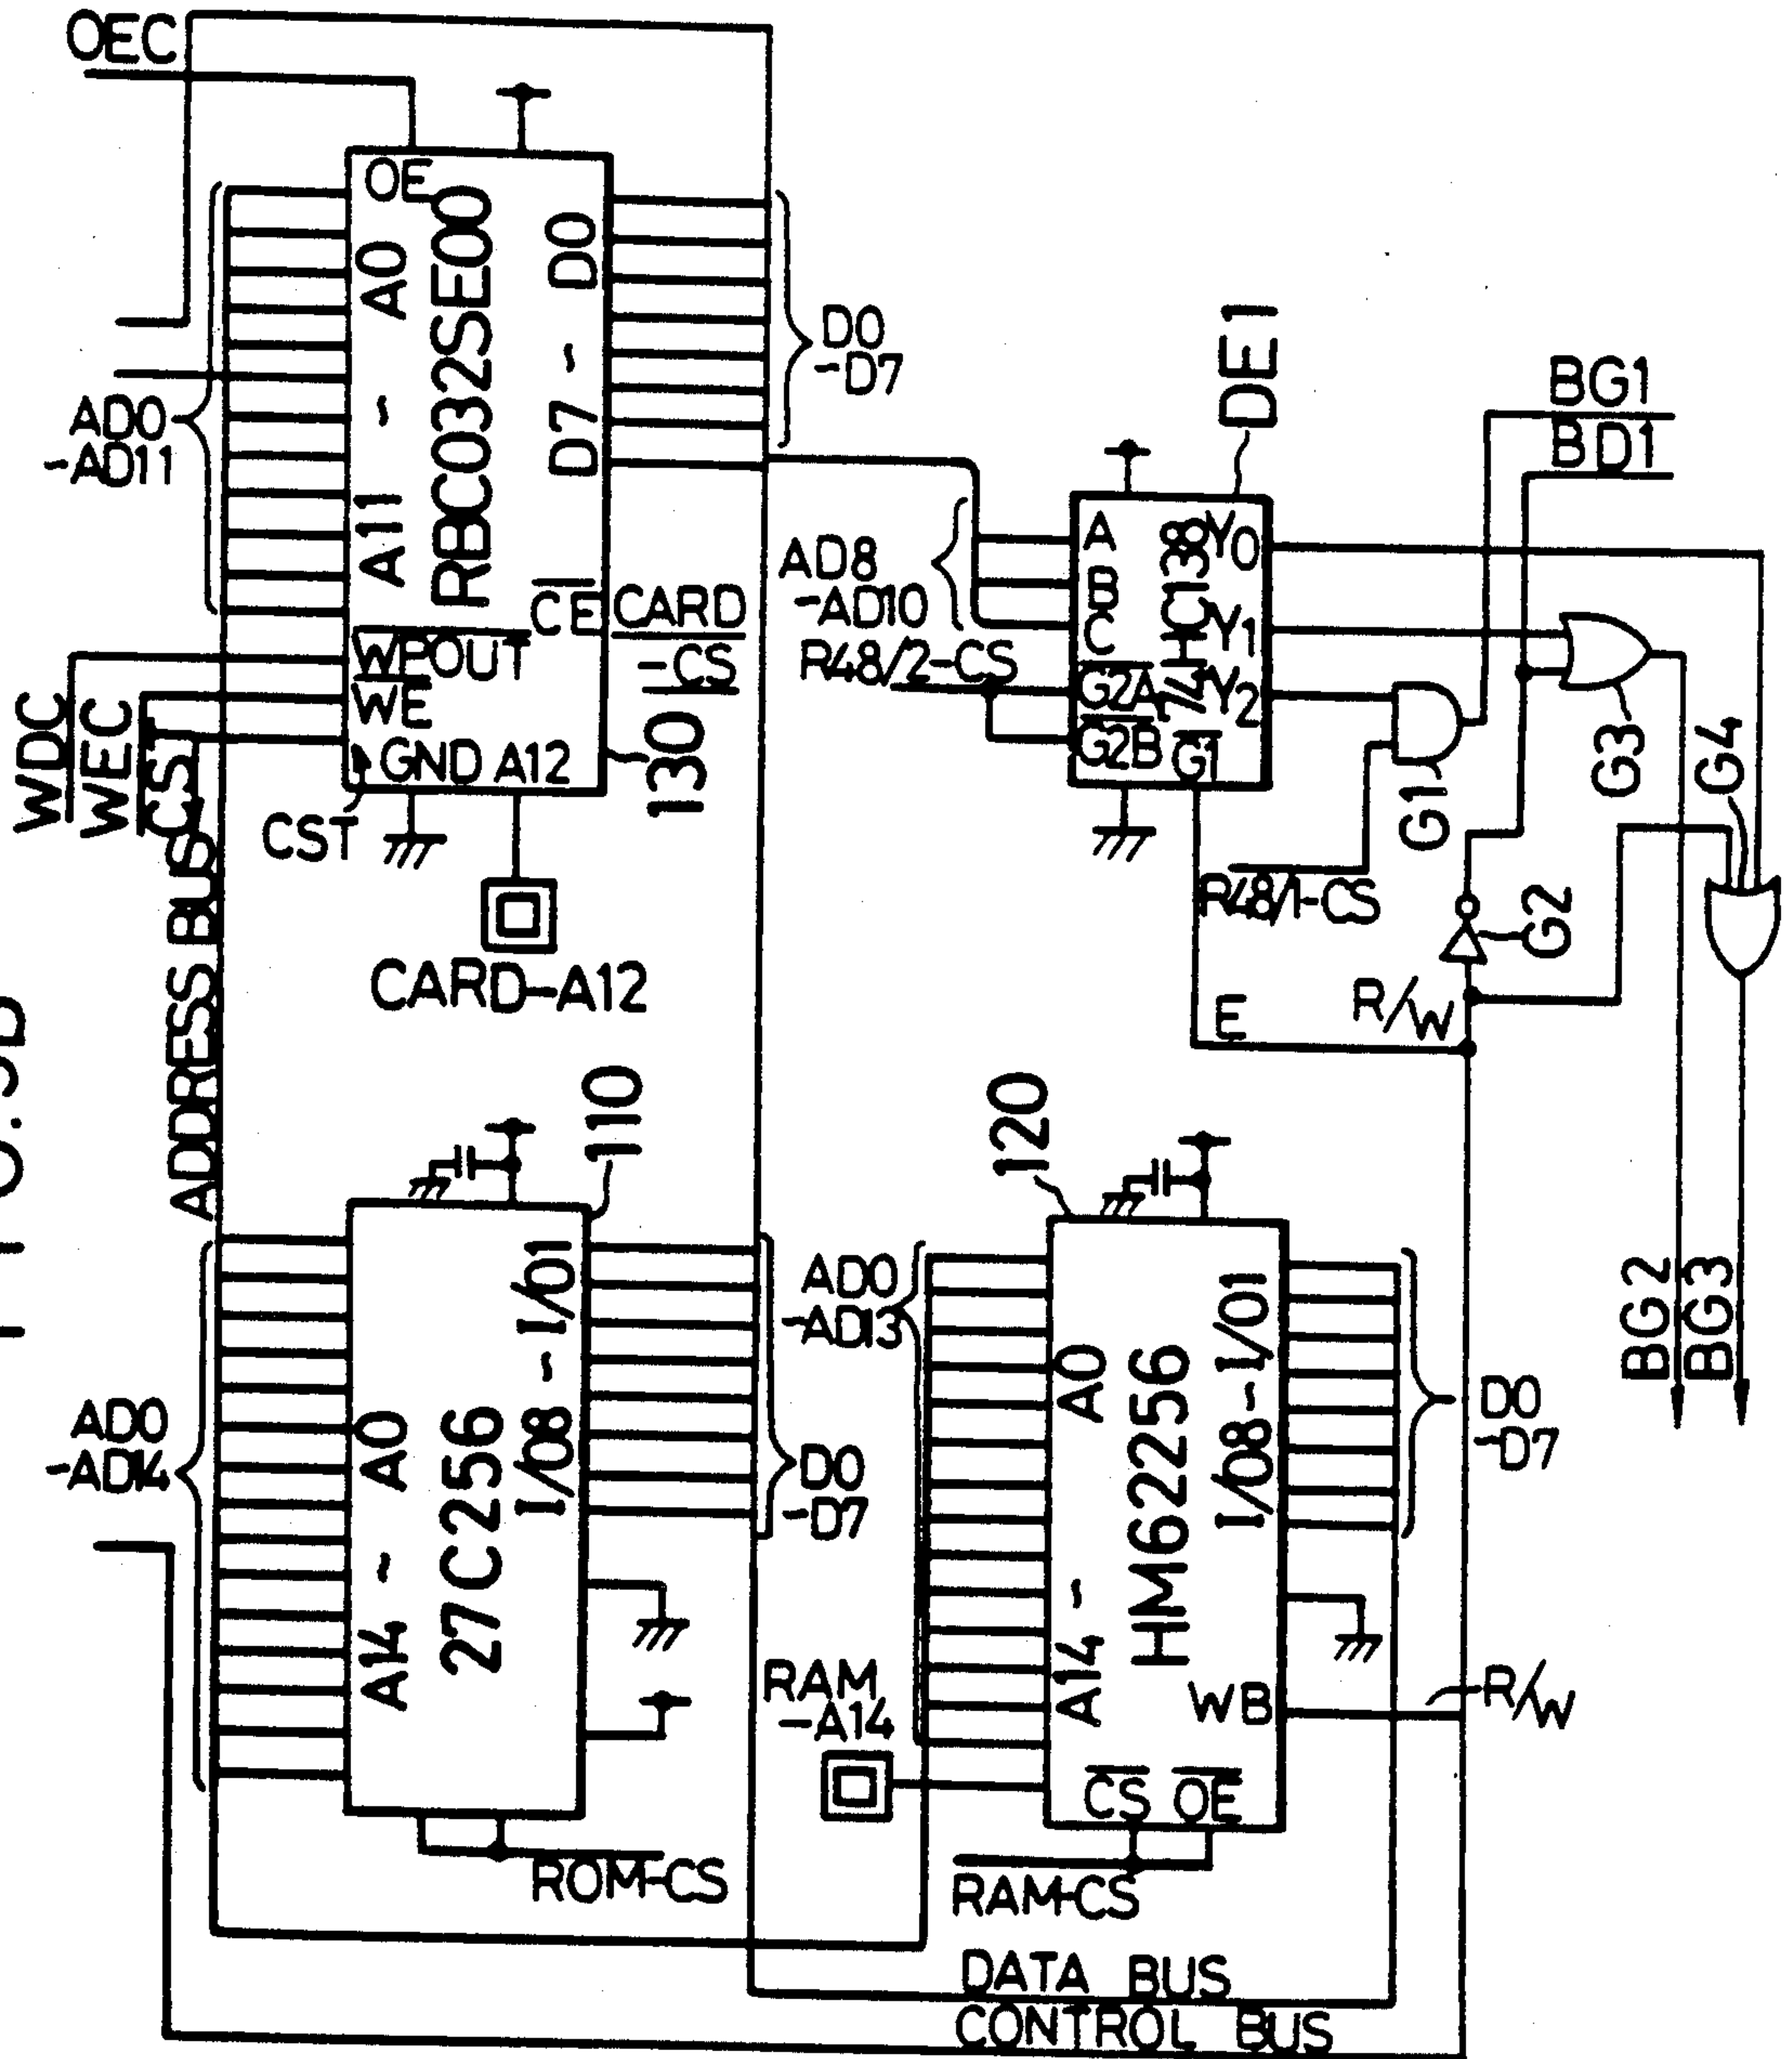 OEC
OE
A0 ~ A11
RBC032SE00
D7 ~ D0
AD0
-AD11
D0
-D7
WPOUT
WE
CE
CARD
-CS
GND A12
CST
130
WDC
WEC
CST
ADDRESS BUS
CARD-A12
DE1
AD8
-AD10
R48/2-CS
A
B
C
G2A
G2B
G1
74HC138
Y0
Y1
Y2
BG1
BD1
G1
G2
G3
G4
R48/1-CS
E
R/W
110
120
AD0
-AD14
A14 ~ A0
27C256
I/08 ~ I/01
D0
-D7
ROM-CS
AD0
-AD13
A14 ~ A0
HM62256
I/08~I/01
D0
-D7
RAM
-A14
WB
CS OE
R/W
RAM-CS
BG2
BG3
DATA BUS
CONTROL BUS